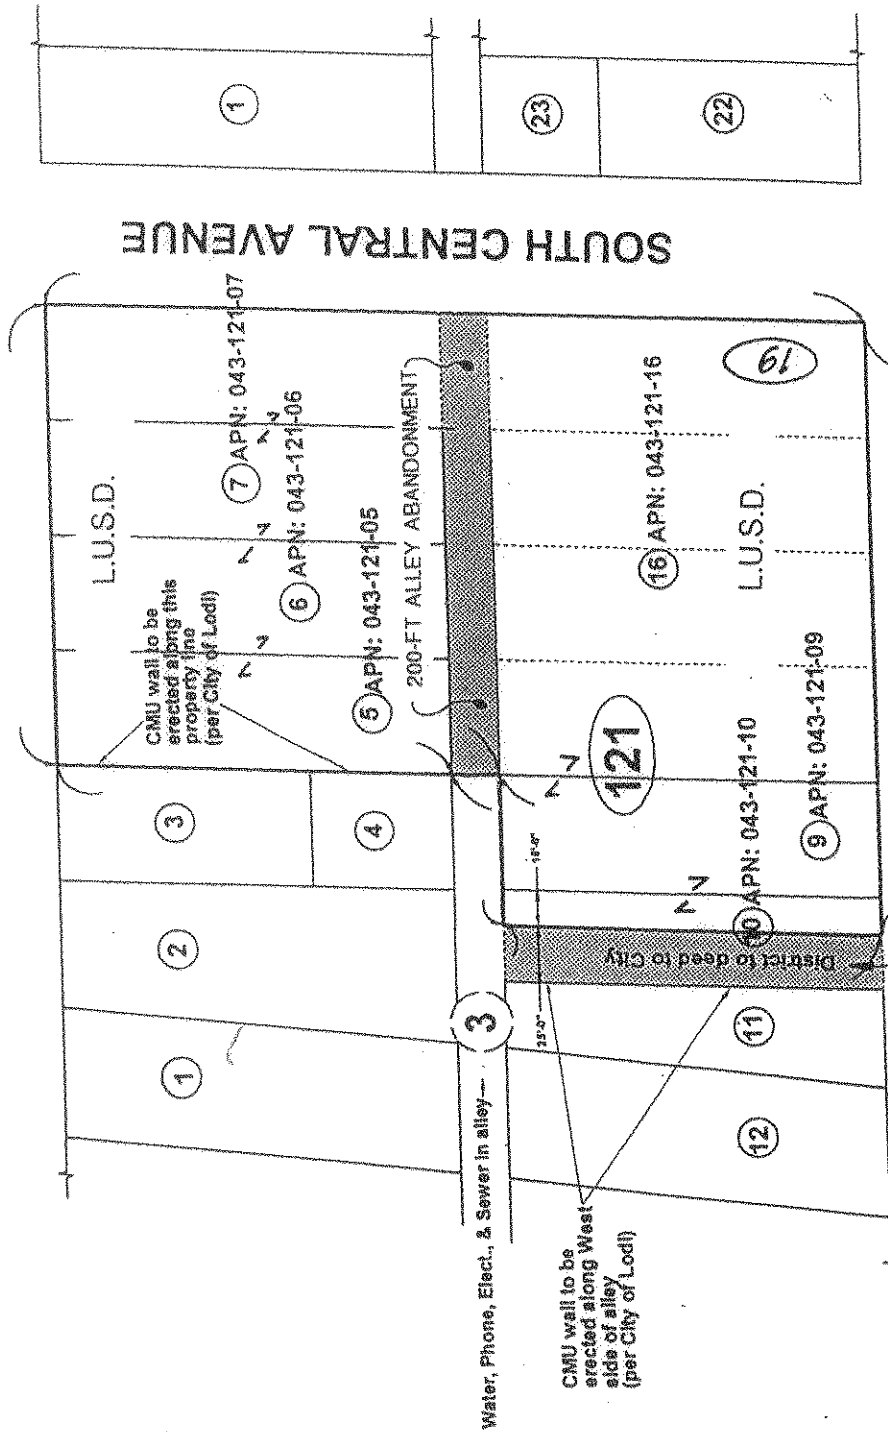 1
23
22
SOUTH CENTRAL AVENUE
L.U.S.D.
7 APN: 043-121-07
6 APN: 043-121-06
5 APN: 043-121-05
200-FT ALLEY ABANDONMENT
CMU wall to be
erected along this
property line
(per City of Lodi)
19
16 APN: 043-121-16
L.U.S.D.
121
10 APN: 043-121-10
9 APN: 043-121-09
3
4
2
1
District to deed to City
25'-0"
16'-6"
3
11
12
Water, Phone, Elect., & Sewer in alley
CMU wall to be
erected along West
side of alley
(per City of Lodi)